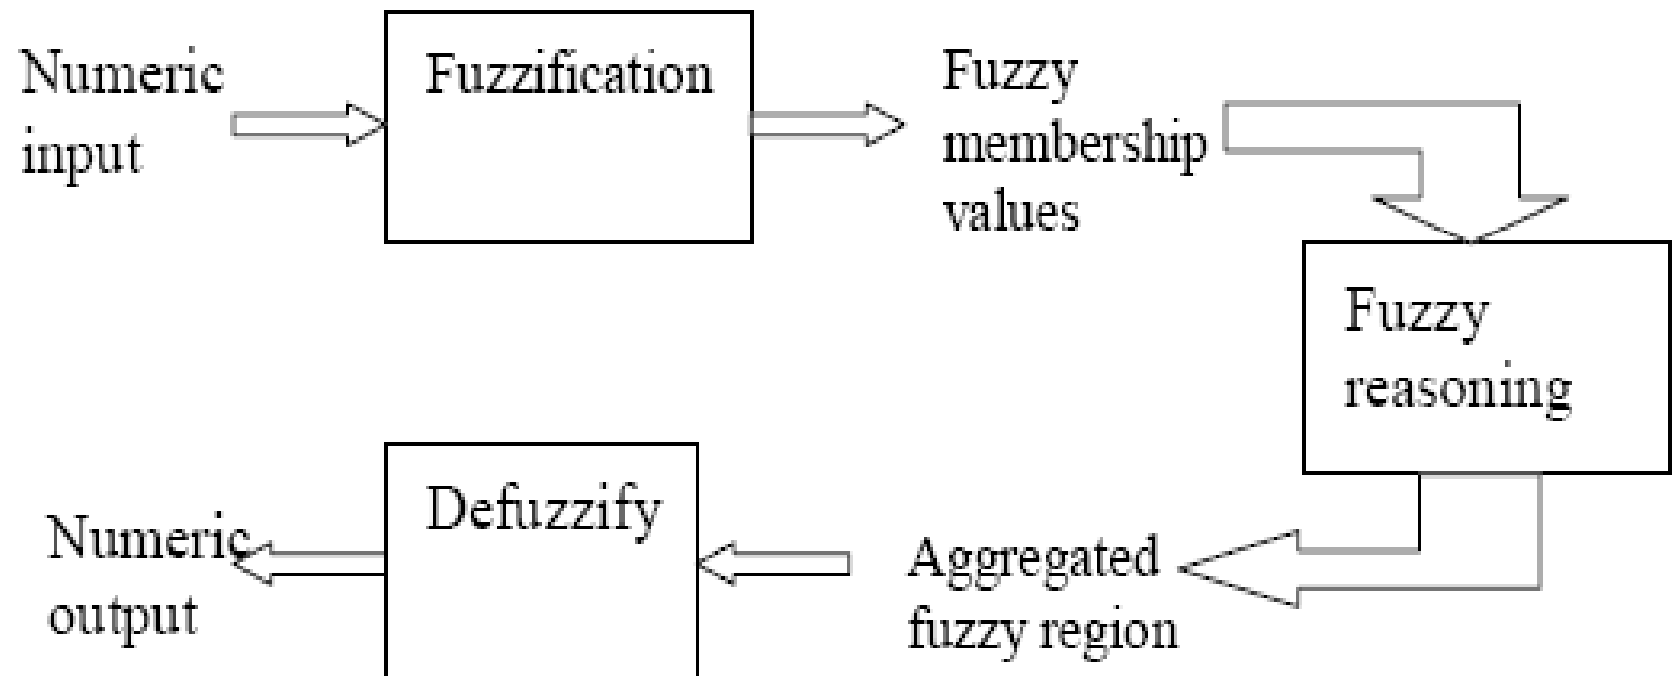 Numeric
input
Fuzzification
Fuzzy
membership
values
Fuzzy
reasoning
Aggregated
fuzzy region
Defuzzify
Numeric
output